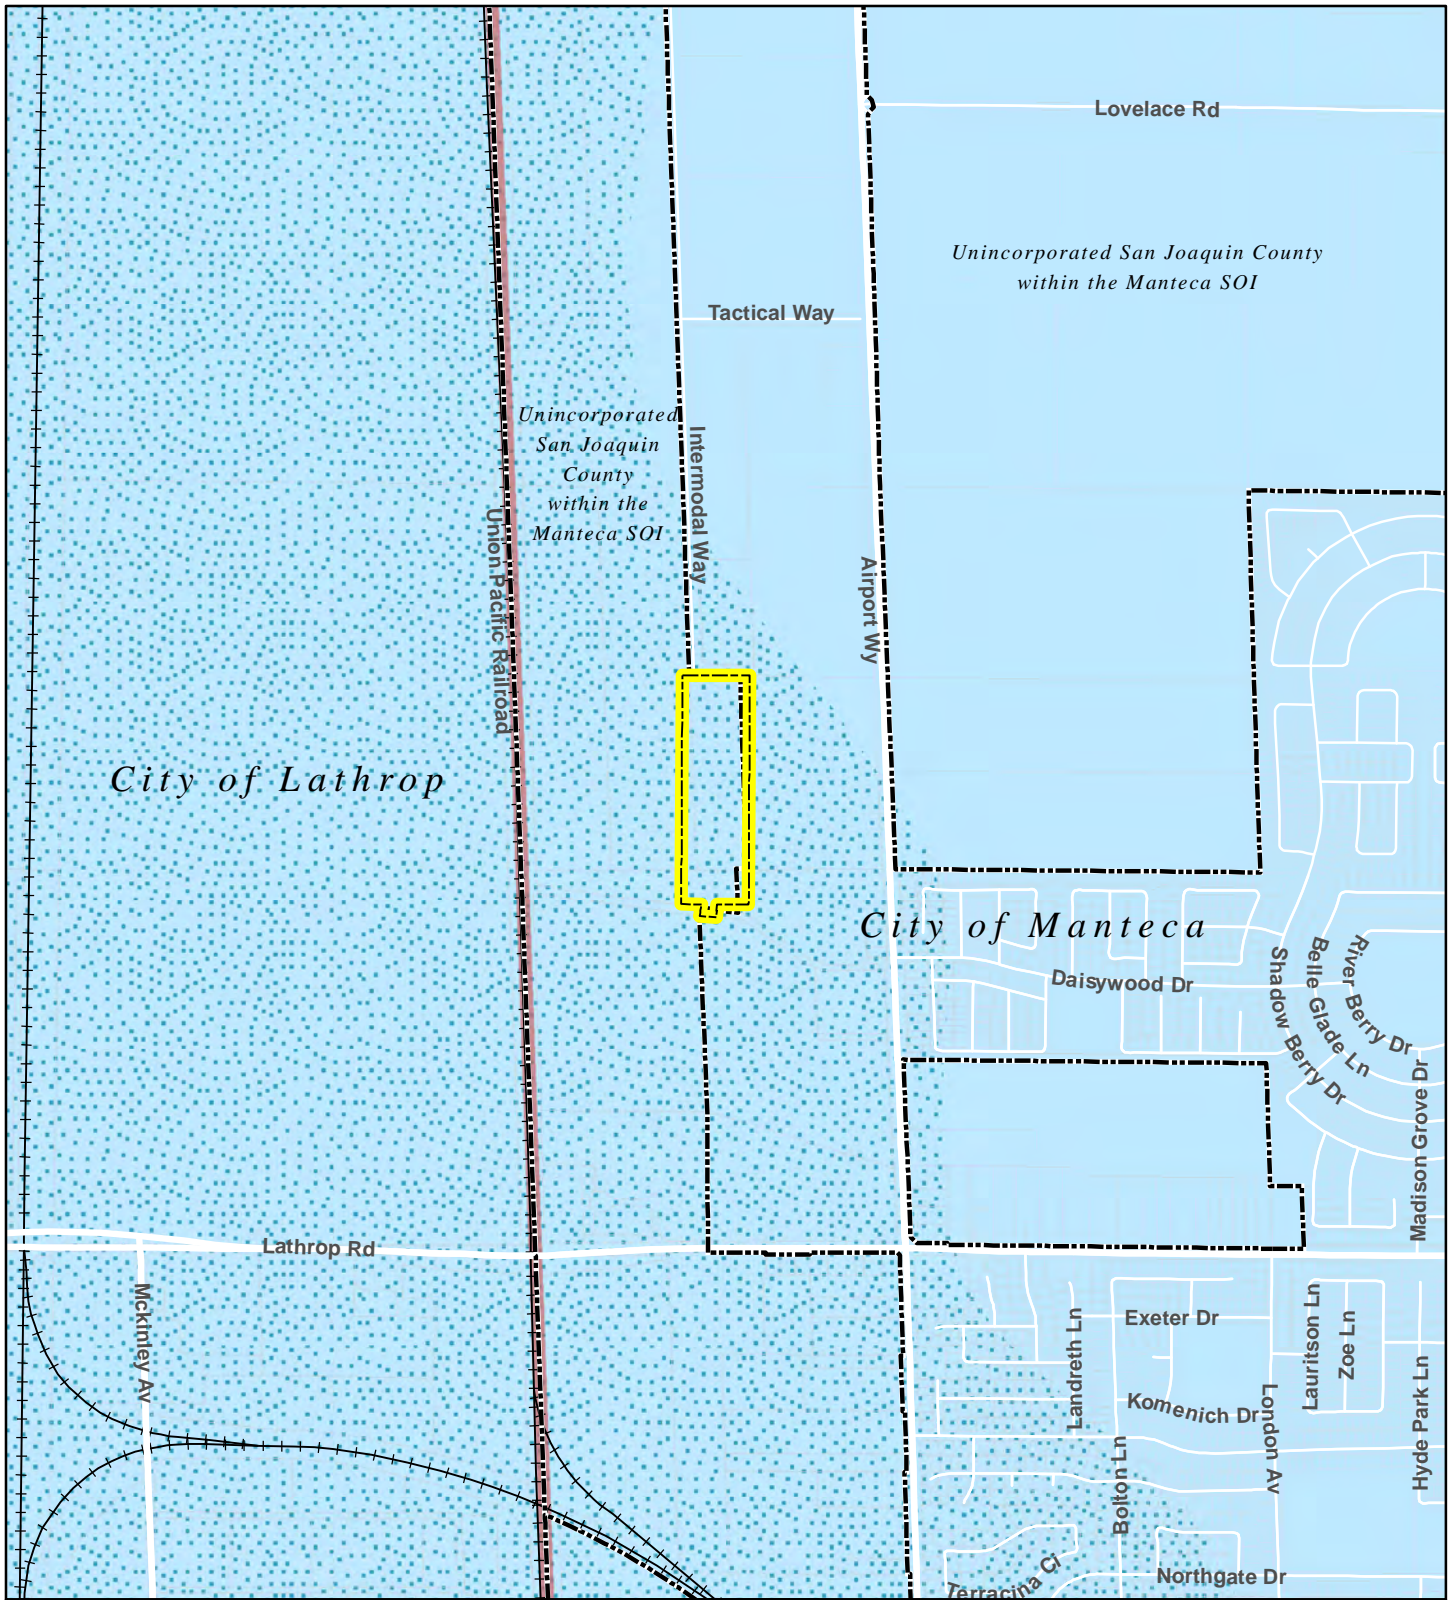 Lovelace Rd
Unincorporated San Joaquin County
within the Manteca SOI
Tactical Way
Unincorporated
San Joaquin
County
within the
Manteca SOI
Intermodal Way
Union Pacific Railroad
Airport Wy
City of Lathrop
City of Manteca
Daisywood Dr
Shadow Berry Dr
Belle Glade Ln
River Berry Dr
Madison Grove Dr
Lathrop Rd
Mckinley Av
Landreth Ln
Exeter Dr
Lauritson Ln
Zoe Ln
Hyde Park Ln
Komenich Dr
London Av
Bolton Ln
Terracina Ci
Northgate Dr